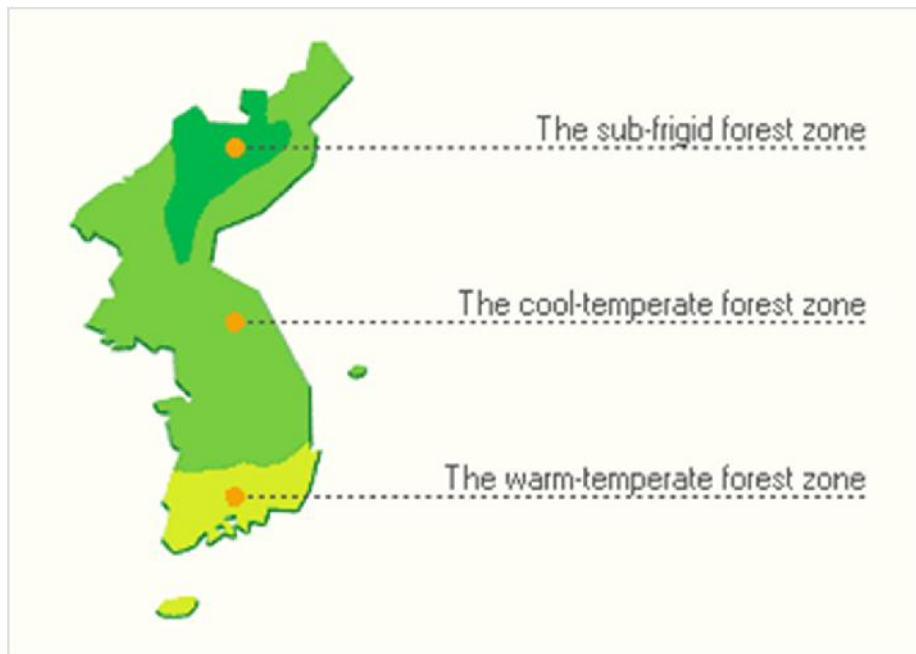 The sub-frigid forest zone
The cool-temperate forest zone
The warm-temperate forest zone